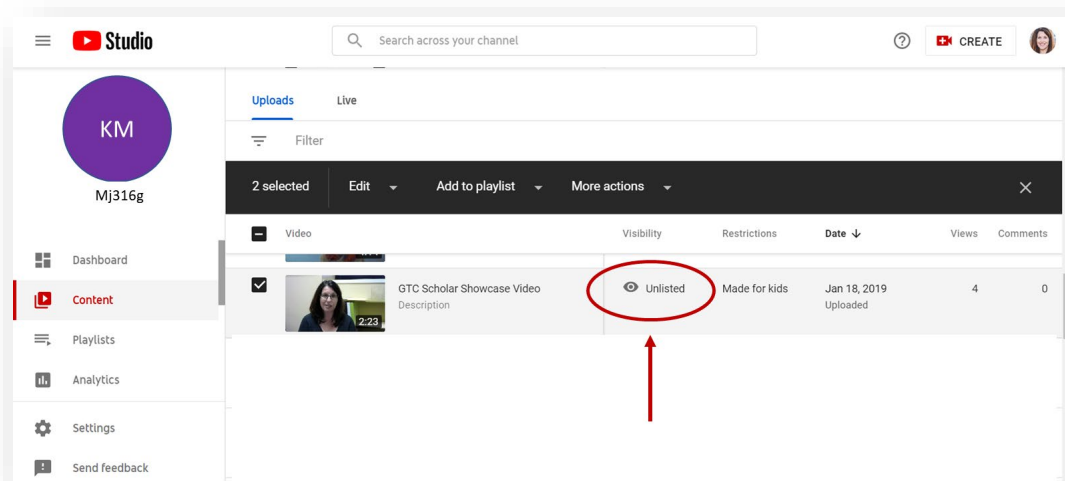 Studio
Search across your channel
CREATE
KM
Mj316g
Dashboard
Content
Playlists
Analytics
Settings
Send feedback
Uploads Live
Filter
2 selected Edit Add to playlist More actions
Video Visibility Restrictions Date Views Comments
GTC Scholar Showcase Video Unlisted Made for kids Jan 18, 2019 4 0
Description Uploaded
2:23